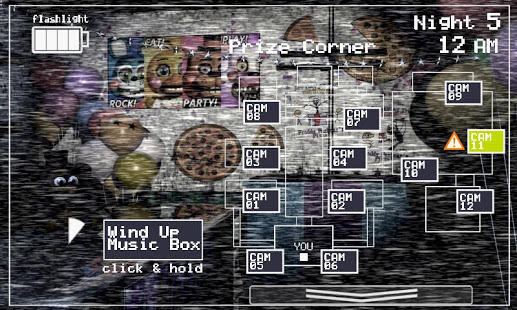 flashlight
Night 5
12 AM
Prize Corner
EAT!
PLAY!
ROCK!
PARTY!
CAM
09
CAM
08
CAM
07
CAM
11
CAM
03
CAM
04
CAM
10
CAM
01
CAM
02
CAM
12
Wind Up
Music Box
click & hold
YOU
CAM
05
CAM
06